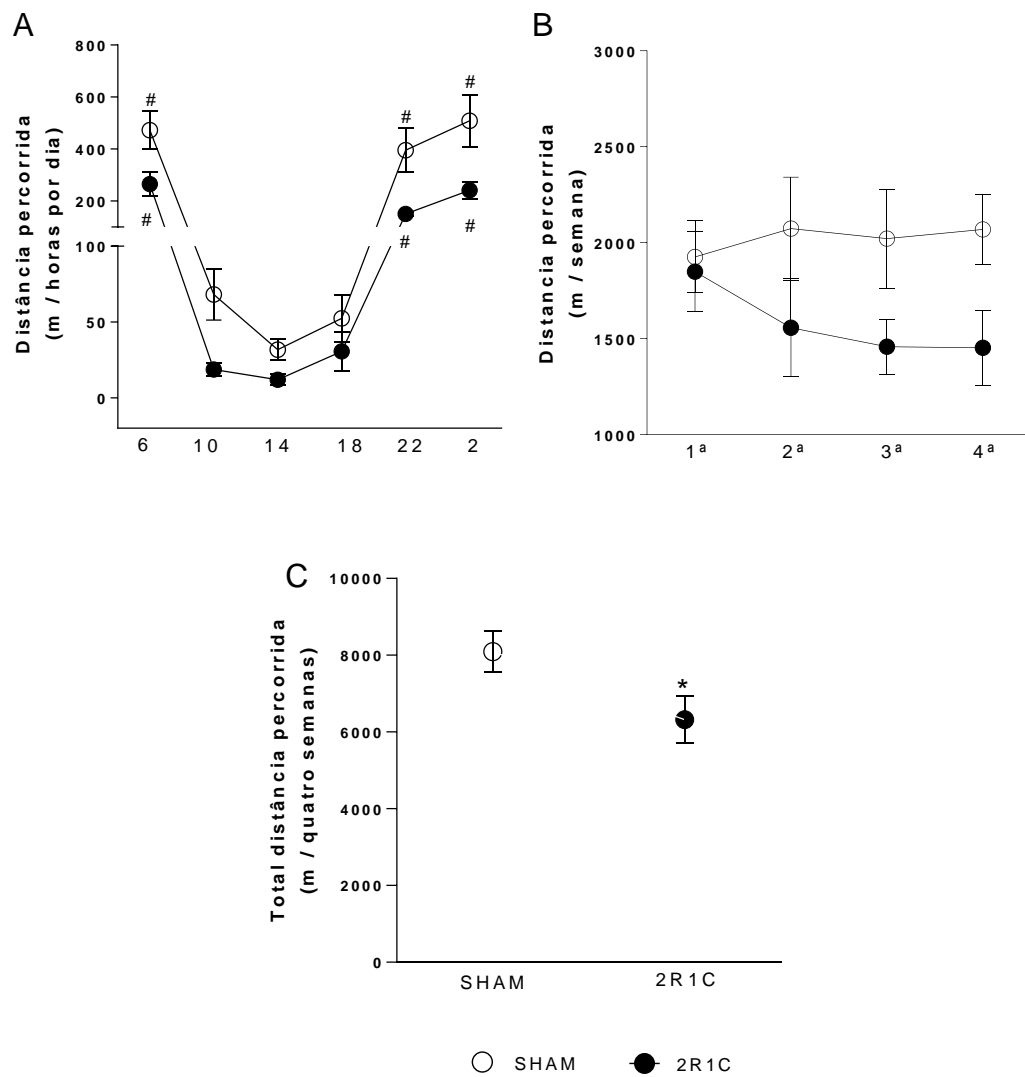 A
Distância percorrida
(m / horas por dia)
800
600
400
200
100
50
0
# # #
# # #
6 10 14 18 22 2
B
Distancia percorrida
(m / semana)
3000
2500
2000
1500
1000
1ª 2ª 3ª 4ª
C
Total distância percorrida
(m / quatro semanas)
10000
8000
6000
4000
2000
0
*
SHAM 2R1C
SHAM 2R1C